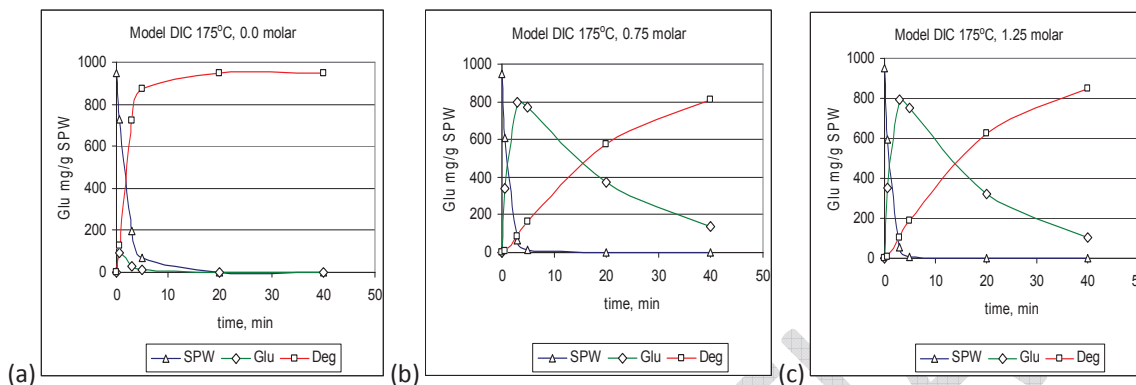 Model DIC 175°C, 0.0 molar
Glu mg/g SPW
1000
800
600
400
200
0
0 10 20 30 40 50
time, min
SPW Glu Deg
(a)
Model DIC 175°C, 0.75 molar
Glu mg/g SPW
1000
800
600
400
200
0
0 10 20 30 40 50
time, min
SPW Glu Deg
(b)
Model DIC 175°C, 1.25 molar
Glu mg/g SPW
1000
800
600
400
200
0
0 10 20 30 40 50
time, min
SPW Glu Deg
(c)